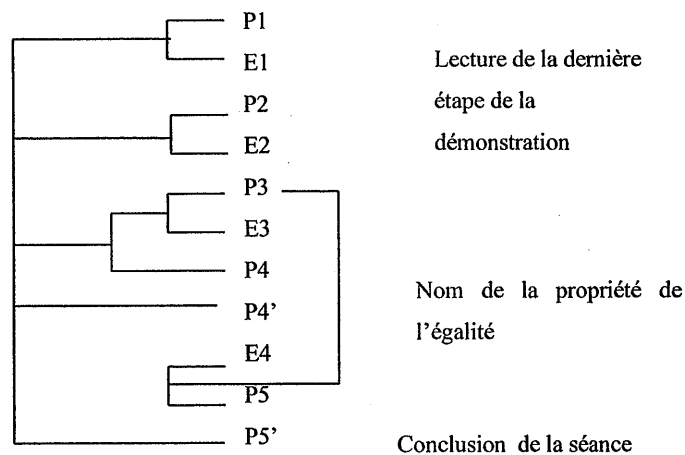 P1
E1
Lecture de la dernière
P2
étape de la
E2
démonstration
P3
E3
P4
Nom de la propriété de
P4'
l'égalité
E4
P5
P5'
Conclusion de la séance